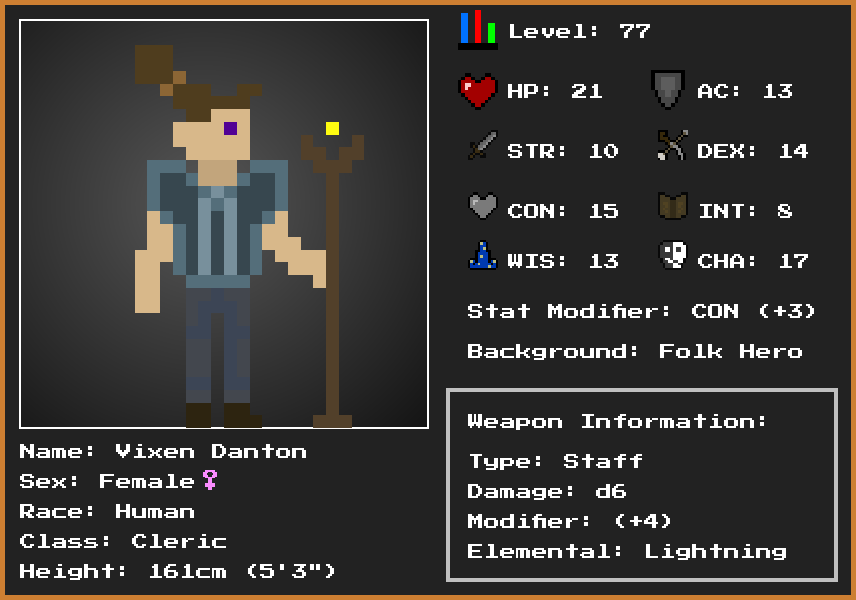 Level: 77
HP: 21 AC: 13
STR: 10 DEX: 14
CON: 15 INT: 8
WIS: 13 CHA: 17
Stat Modifier: CON (+3)
Background: Folk Hero
Weapon Information:
Type: Staff
Damage: d6
Modifier: (+4)
Elemental: Lightning
Name: Vixen Danton
Sex: Female♀
Race: Human
Class: Cleric
Height: 161cm (5'3")